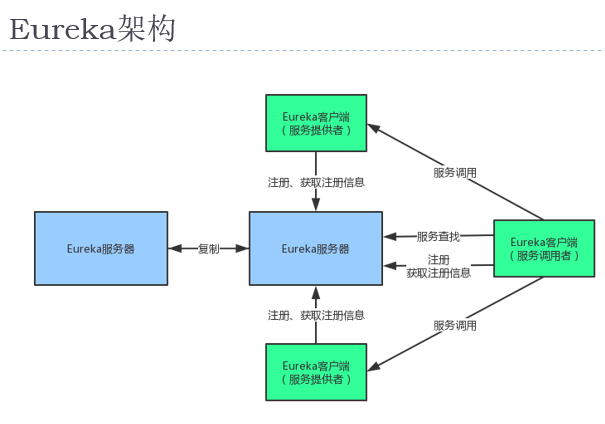 Eureka架构
Eureka客户端
（服务提供者）
服务调用
注册、获取注册信息
Eureka服务器
复制
Eureka服务器
服务查找
注册
获取注册信息
Eureka客户端
（服务调用者）
注册、获取注册信息
服务调用
Eureka客户端
（服务提供者）